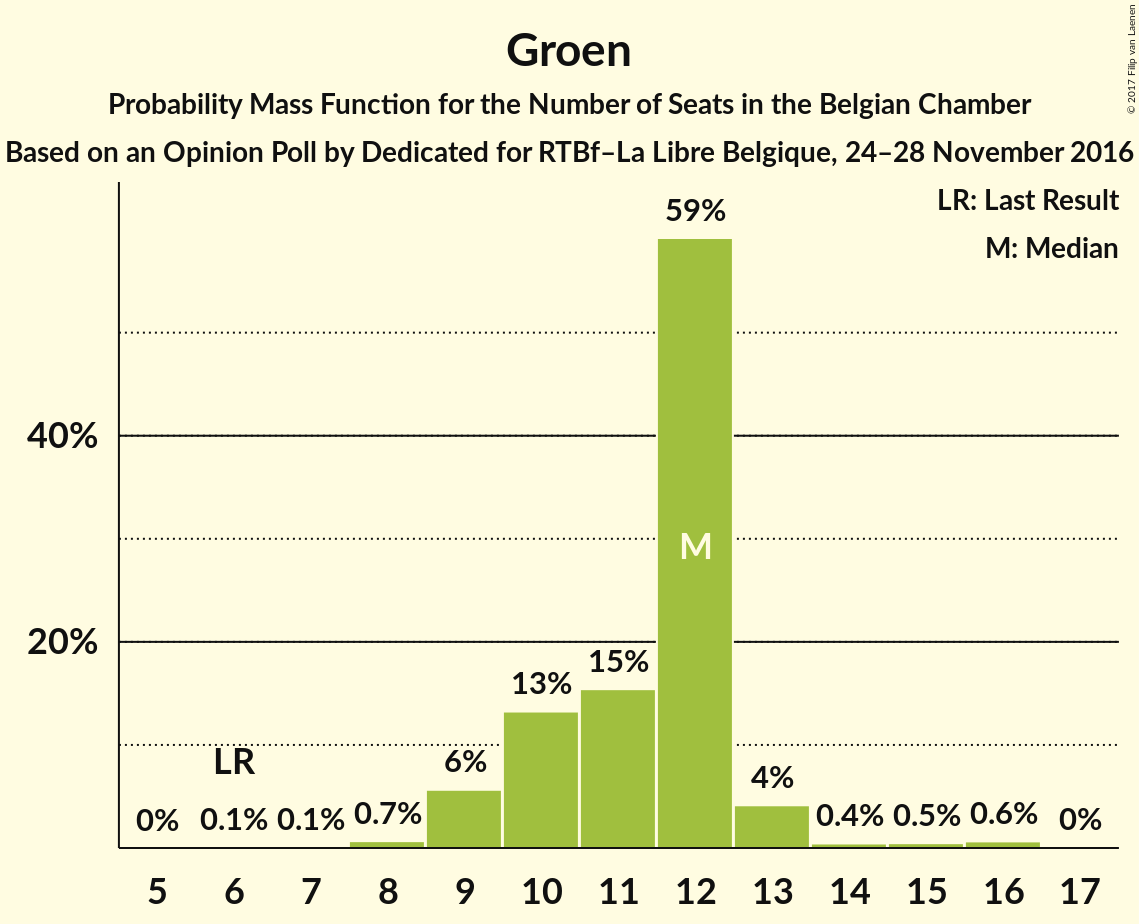 Groen
Probability Mass Function for the Number of Seats in the Belgian Chamber
Based on an Opinion Poll by Dedicated for RTBf–La Libre Belgique, 24–28 November 2016
© 2017 Filip van Laenen
LR: Last Result
M: Median
59%
40%
M
20%
15%
13%
LR
6%
4%
0% 0.1% 0.1% 0.7% 0.4% 0.5% 0.6% 0%
5 6 7 8 9 10 11 12 13 14 15 16 17